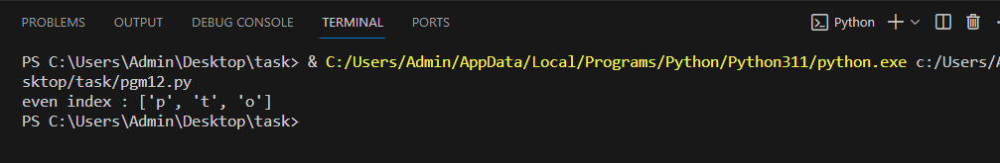 PROBLEMS OUTPUT DEBUG CONSOLE TERMINAL PORTS Python
PS C:\Users\Admin\Desktop\task> & C:/Users/Admin/AppData/Local/Programs/Python/Python311/python.exe c:/Users/A
sktop/task/pgm12.py
even index : ['p', 't', 'o']
PS C:\Users\Admin\Desktop\task>